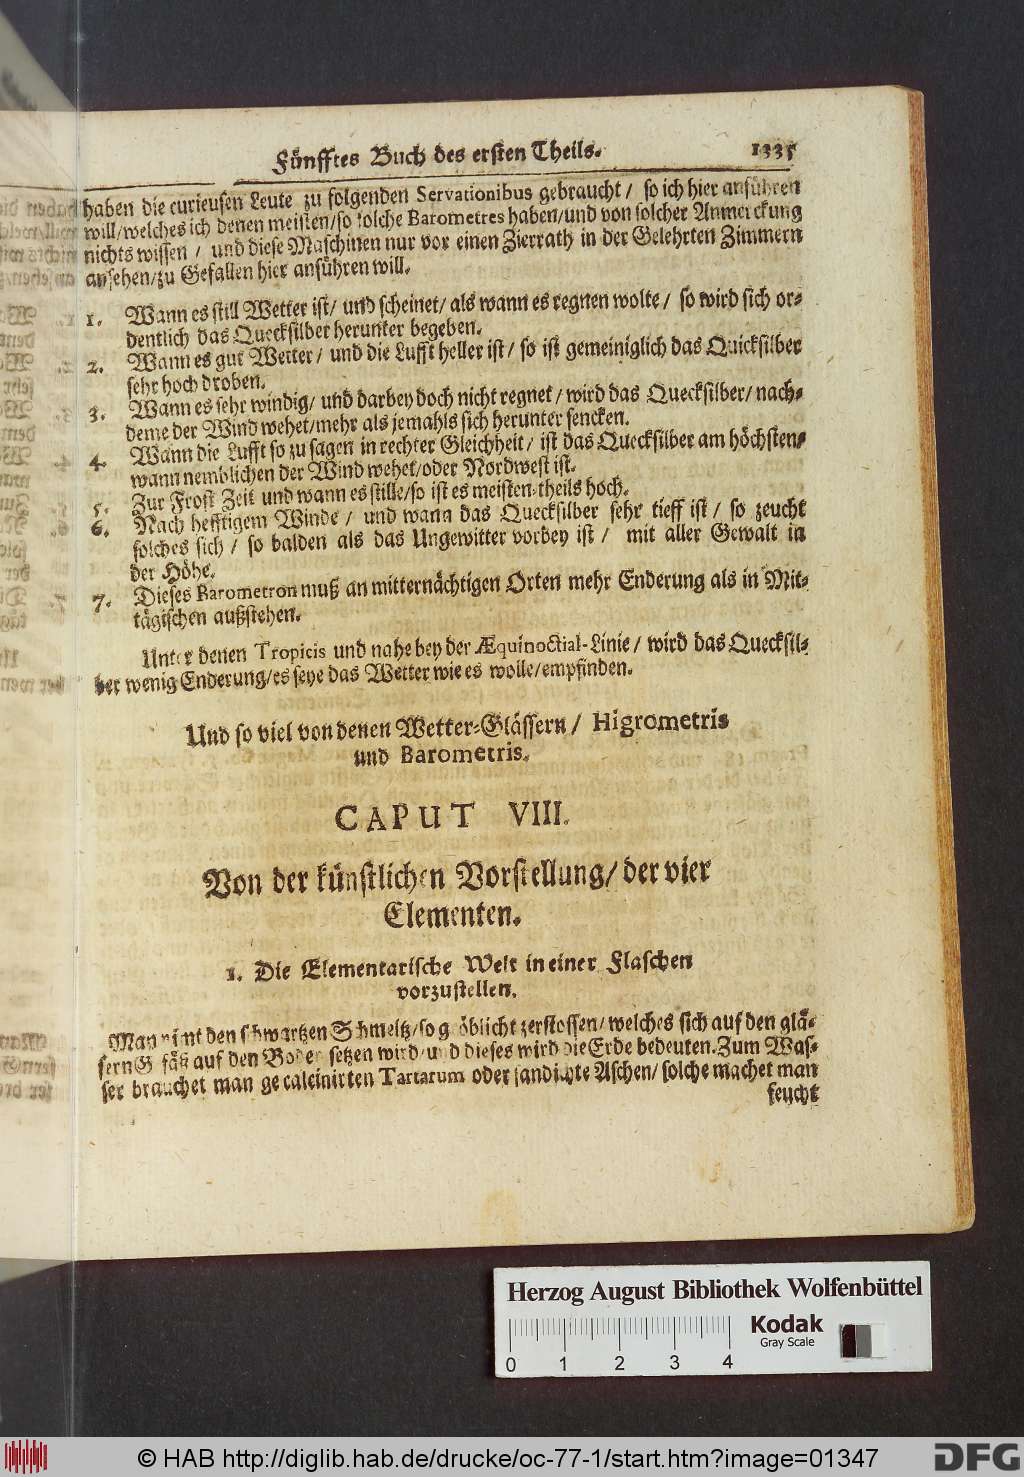 Fünfftes Buch des ersten Theils. 1335
haben die curieusen Leute zu folgenden Servationibus gebraucht / so ich hier anführen
will/welches ich denen meisten/so solche Barometres haben/und von solcher Anmerckung
nichts wissen / und diese Maschinen nur vor einen Zierrath in der Gelehrten Zimmern
ansehen/zu Gefallen hier anführen will.
1. Wann es still Wetter ist/ und scheinet/ als wann es regnen wolte / so wird sich or-
dentlich das Quecksilber herunter begeben.
2. Wann es gut Wetter / und die Lufft heller ist/ so ist gemeiniglich das Quicksilber
sehr hoch droben.
3. Wann es sehr windig/ und darbey doch nicht regnet / wird das Quecksilber/ nach-
deme der Wind wehet/mehr als jemahls sich herunter sencken.
4. Wann die Lufft so zu sagen in rechter Gleichheit / ist das Quecksilber am höchsten/
wann nemblichen der Wind wehet/oder Nordwest ist.
5. Zur Frost Zeit und wann es stille/so ist es meisten-theils hoch.
6. Nach hefftigem Winde / und wann das Quecksilber sehr tieff ist / so zeucht
solches sich / so balden als das Ungewitter vorbey ist / mit aller Gewalt in
der Höhe.
7. Dieses Barometron muß an mitternächtigen Orten mehr Enderung als in Mit-
tägischen außstehen.
Unter denen Tropicis und nahe bey der Æquinoctial-Linie / wird das Quecksil-
ber wenig Enderung/es seye das Wetter wie es wolle/empfinden.
Und so viel von denen Wetter-Glässern / Higrometris
und Barometris.
CAPUT VIII.
Von der künstlichen Vorstellung/ der vier
Elementen.
1. Die Elementarische Welt in einer Flaschen
vorzustellen.
Man nimt den schwartzen Schmeltz/so gröblicht zerstossen/ welches sich auf den glä-
sern Gefäß auf den Boden setzen wird/und dieses wird die Erde bedeuten. Zum Was-
ser brauchet man ge calcinirten Tartarum oder sandichte Aschen/ solche machet man
feucht
Herzog August Bibliothek Wolfenbüttel
Kodak
Gray Scale
0 1 2 3 4
© HAB http://diglib.hab.de/drucke/oc-77-1/start.htm?image=01347
DFG